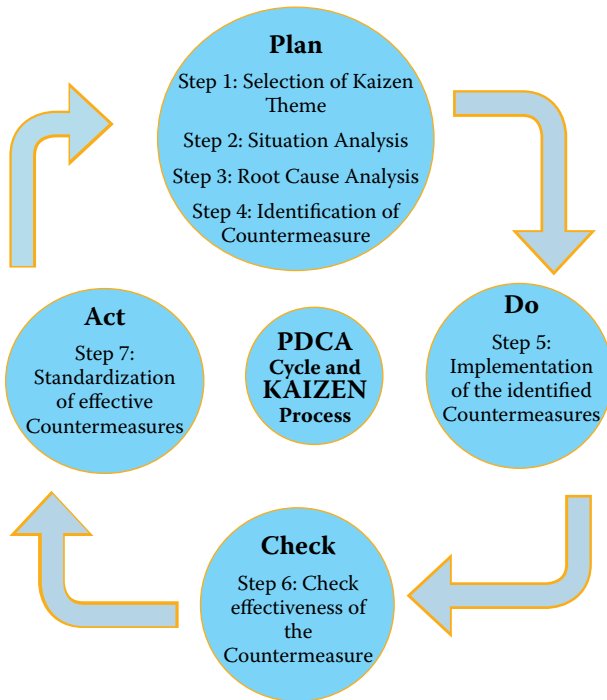 Plan
Step 1: Selection of Kaizen
Theme
Step 2: Situation Analysis
Step 3: Root Cause Analysis
Step 4: Identification of
Countermeasure
Do
Step 5:
Implementation
of the identified
Countermeasures
Check
Step 6: Check
effectiveness of
the
Countermeasure
Act
Step 7:
Standardization
of effective
Countermeasures
PDCA
Cycle and
KAIZEN
Process